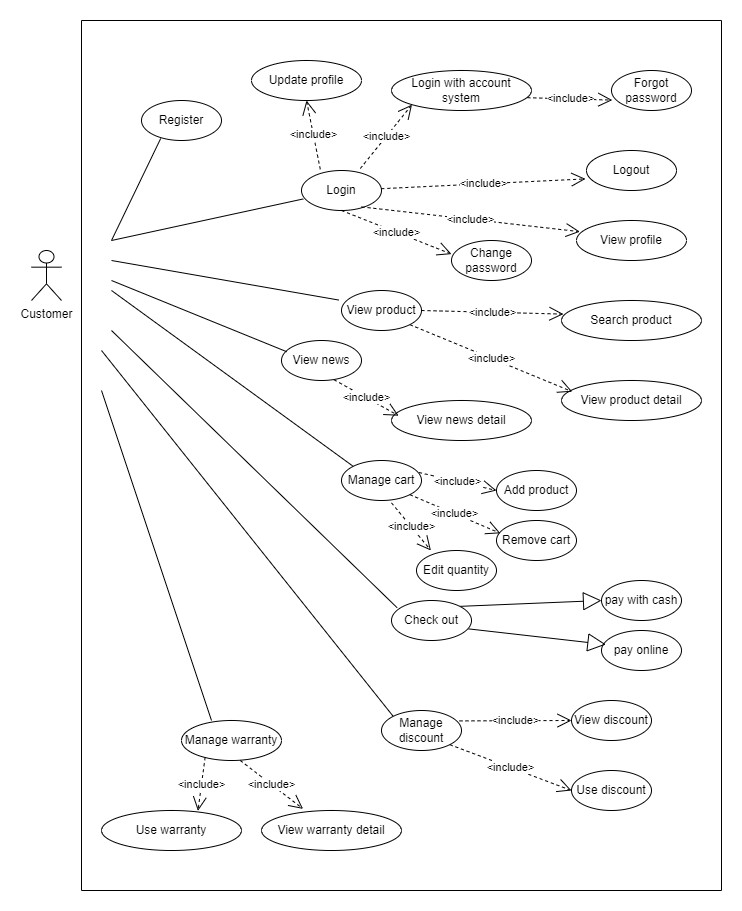 Update profile
Login with account
system
<include>
Forgot
password
Register
<include>
<include>
Login
<include>
Logout
<include>
<include>
View profile
Change
password
Customer
View product
<include>
Search product
View news
<include>
<include>
View product detail
View news detail
Manage cart
<include>
Add product
<include>
<include>
Remove cart
Edit quantity
Check out
pay with cash
pay online
Manage
discount
<include>
View discount
Manage warranty
<include>
<include>
<include>
Use discount
Use warranty
View warranty detail